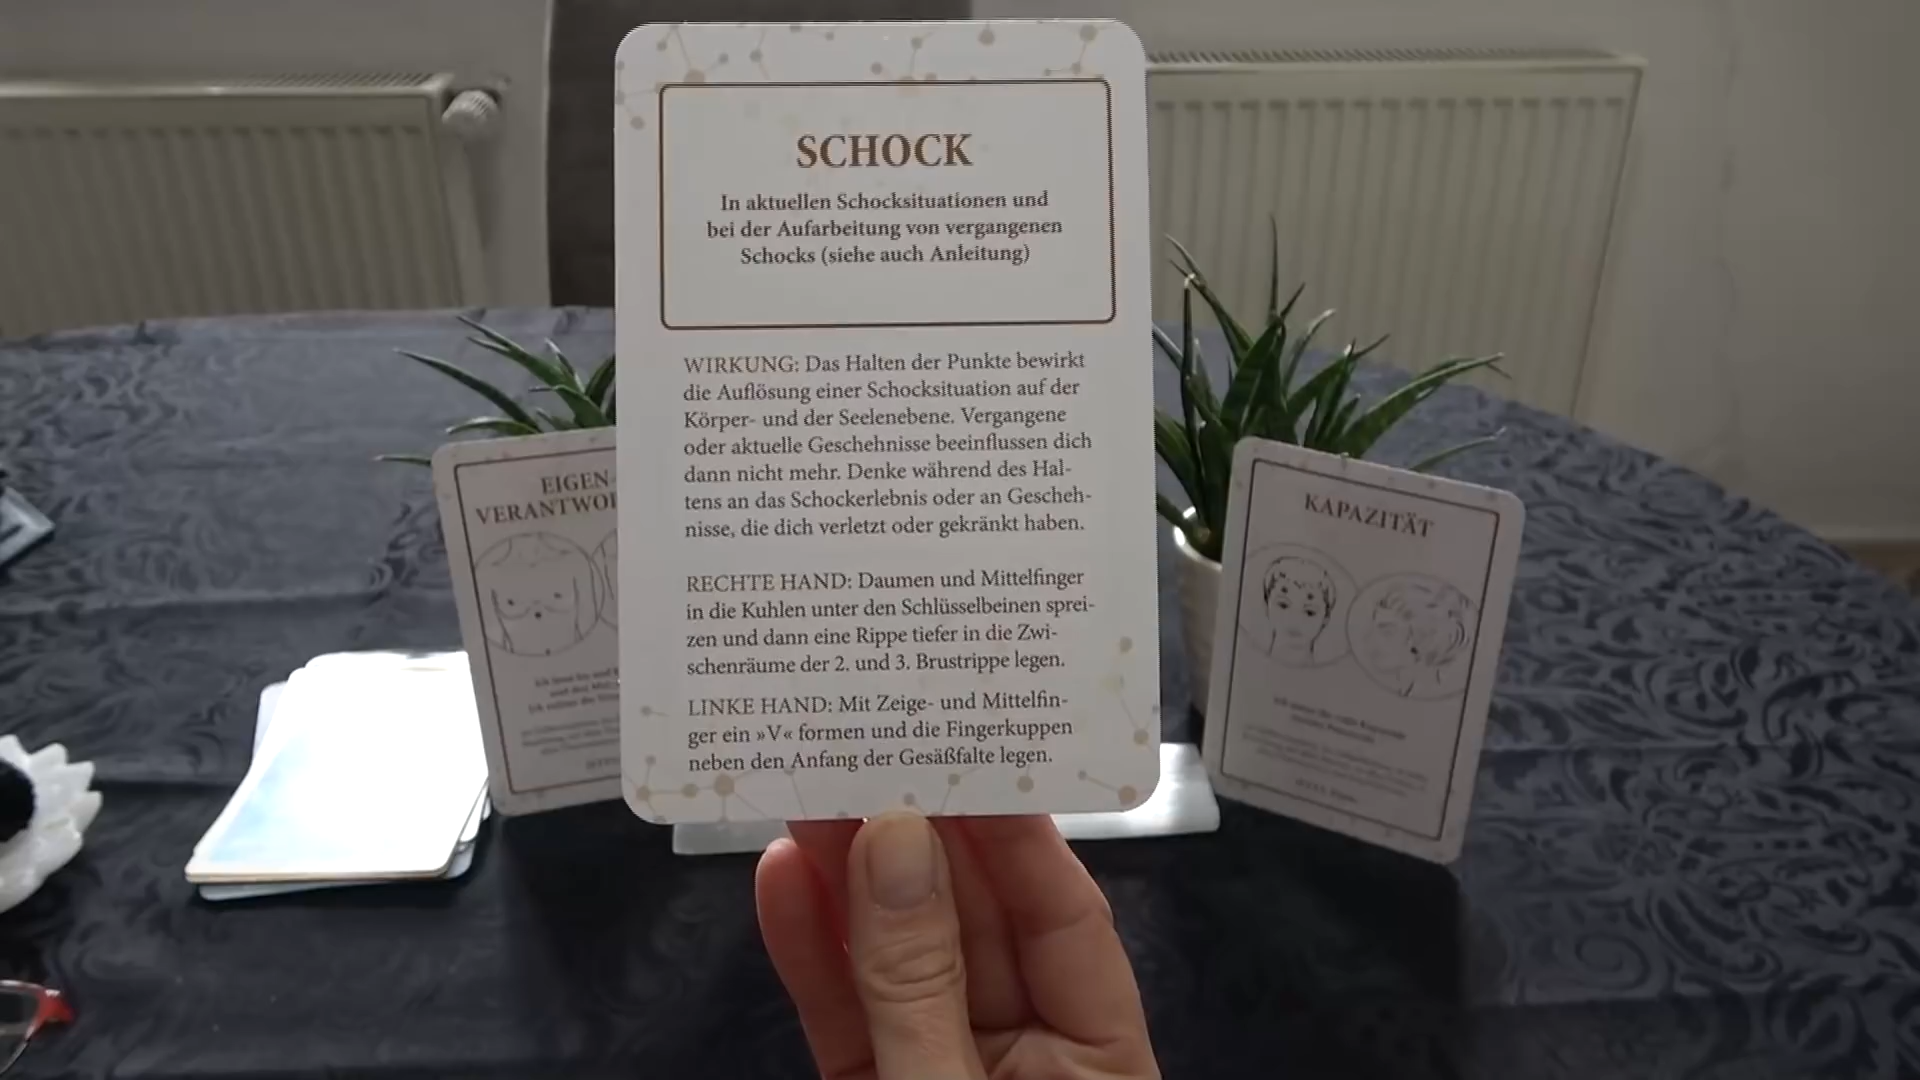 SCHOCK
In aktuellen Schocksituationen und
bei der Aufarbeitung von vergangenen
Schocks (siehe auch Anleitung)
WIRKUNG: Das Halten der Punkte bewirkt
die Auflösung einer Schocksituation auf der
Körper- und der Seelenebene. Vergangene
oder aktuelle Geschehnisse beeinflussen dich
dann nicht mehr. Denke während des Hal-
tens an das Schockerlebnis oder an Gescheh-
nisse, die dich verletzt oder gekränkt haben.
RECHTE HAND: Daumen und Mittelfinger
in die Kuhlen unter den Schlüsselbeinen sprei-
zen und dann eine Rippe tiefer in die Zwi-
schenräume der 2. und 3. Brustrippe legen.
LINKE HAND: Mit Zeige- und Mittelfin-
ger ein »V« formen und die Fingerkuppen
neben den Anfang der Gesäßfalte legen.
EIGEN-
VERANTWOR
KAPAZITÄT